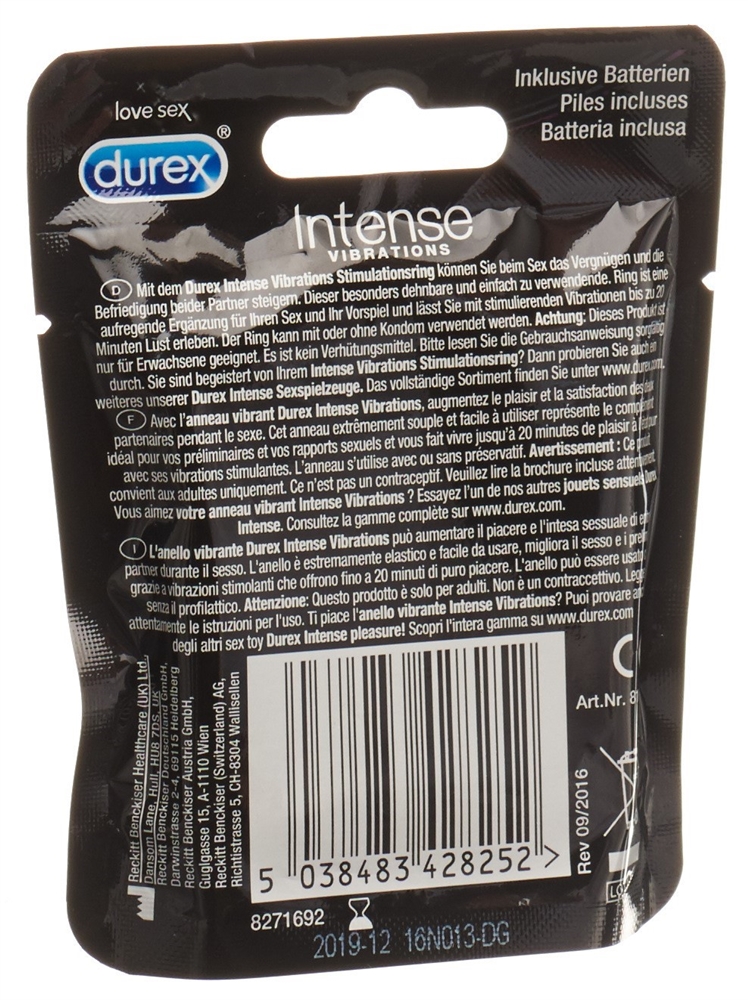 love sex
durex®
Inklusive Batterien
Piles incluses
Batteria inclusa
Intense
VIBRATIONS
D Mit dem Durex Intense Vibrations Stimulationsring können Sie beim Sex das Vergnügen und die
Befriedigung beider Partner steigern. Dieser besonders dehnbare und einfach zu verwendende. Ring ist eine
aufregende Ergänzung für Ihren Sex und Ihr Vorspiel und lässt Sie mit stimulierenden Vibrationen bis zu 20
Minuten Lust erleben. Der Ring kann mit oder ohne Kondom verwendet werden. Achtung: Dieses Produkt ist
nur für Erwachsene geeignet. Es ist kein Verhütungsmittel. Bitte lesen Sie die Gebrauchsanweisung sorgfältig
durch. Sie sind begeistert von Ihrem Intense Vibrations Stimulationsring? Dann probieren Sie auch ein
weiteres unserer Durex Intense Sexspielzeuge. Das vollständige Sortiment finden Sie unter www.durex.com.
F Avec l'anneau vibrant Durex Intense Vibrations, augmentez le plaisir et la satisfaction des deux
partenaires pendant le sexe. Cet anneau extrêmement souple et facile à utiliser représente le complément
idéal pour vos préliminaires et vos rapports sexuels et vous fait vivre jusqu'à 20 minutes de plaisir à
avec ses vibrations stimulantes. L'anneau s'utilise avec ou sans préservatif. Avertissement : Ce produit
convient aux adultes uniquement. Ce n'est pas un contraceptif. Veuillez lire la brochure incluse attentivement.
Vous aimez votre anneau vibrant Intense Vibrations ? Essayez l'un de nos autres jouets sensuels Durex
Intense. Consultez la gamme complète sur www.durex.com.
I L'anello vibrante Durex Intense Vibrations può aumentare il piacere e l'intesa sessuale di
partner durante il sesso. L'anello è estremamente elastico e facile da usare, migliora il sesso e i
grazie a vibrazioni stimolanti che offrono fino a 20 minuti di puro piacere. L'anello può essere
senza il profilattico. Attenzione: Questo prodotto è solo per adulti. Non è un contraccettivo.
attentamente le istruzioni per l'uso. Ti piace l'anello vibrante Intense Vibrations? Puoi provare
degli altri sex toy Durex Intense pleasure! Scopri l'intera gamma su www.durex.com
Reckitt Benckiser Healthcare (UK) Ltd.
Dansom Lane, Hull, HU8 7DS, UK
Reckitt Benckiser Deutschland GmbH,
Darwinstrasse 2-4, 69115 Heidelberg
Reckitt Benckiser Austria GmbH,
Guglgasse 15, A-1110 Wien
Reckitt Benckiser (Switzerland) AG,
Richtistrasse 5, CH-8304 Wallisellen
Art.Nr.
Rev 09/2016
5 038483 428252 >
8271692
2019-12 16N013-DG